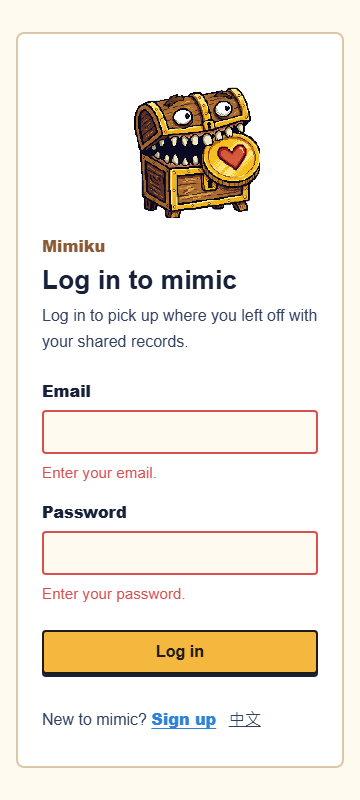 Mimiku
Log in to mimic
Log in to pick up where you left off with
your shared records.
Email
Enter your email.
Password
Enter your password.
Log in
New to mimic? Sign up 中文